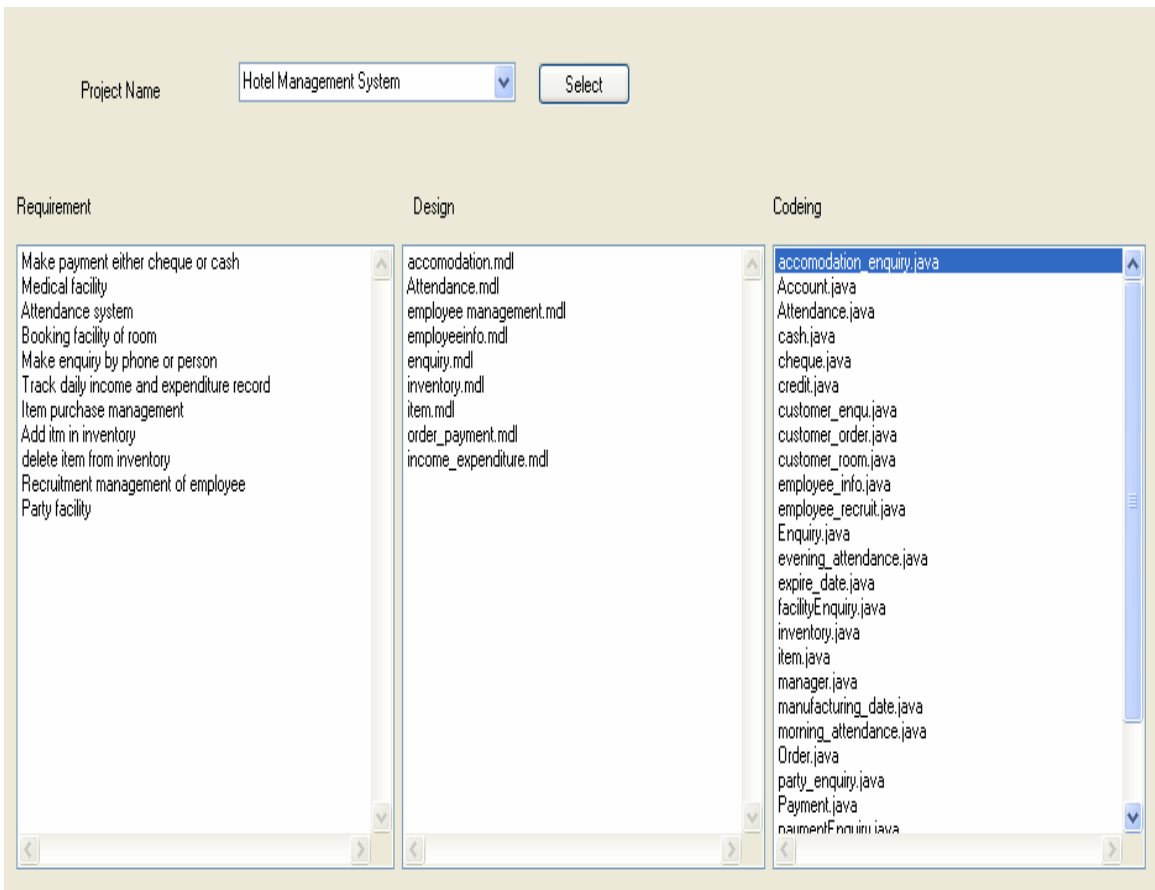 Project Name
Hotel Management System
Select
Requirement
Design
Codeing
Make payment either cheque or cash
Medical facility
Attendance system
Booking facility of room
Make enquiry by phone or person
Track daily income and expenditure record
Item purchase management
Add itm in inventory
delete item from inventory
Recruitment management of employee
Party facility
accomodation.mdl
Attendance.mdl
employee management.mdl
employeeinfo.mdl
enquiry.mdl
inventory.mdl
item.mdl
order_payment.mdl
income_expenditure.mdl
accomodation_enquiry.java
Account.java
Attendance.java
cash.java
cheque.java
credit.java
customer_enqu.java
customer_order.java
customer_room.java
employee_info.java
employee_recruit.java
Enquiry.java
evening_attendance.java
expire_date.java
facilityEnquiry.java
inventory.java
item.java
manager.java
manufacturing_date.java
morning_attendance.java
Order.java
party_enquiry.java
Payment.java
paymentEnquiry.java